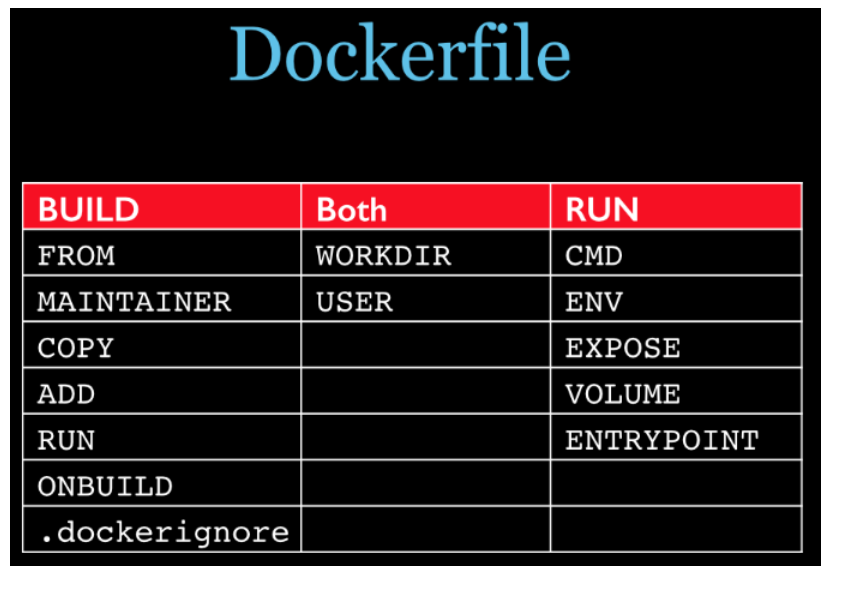 Dockerfile
BUILD Both RUN
FROM WORKDIR CMD
MAINTAINER USER ENV
COPY EXPOSE
ADD VOLUME
RUN ENTRYPOINT
ONBUILD
.dockerignore